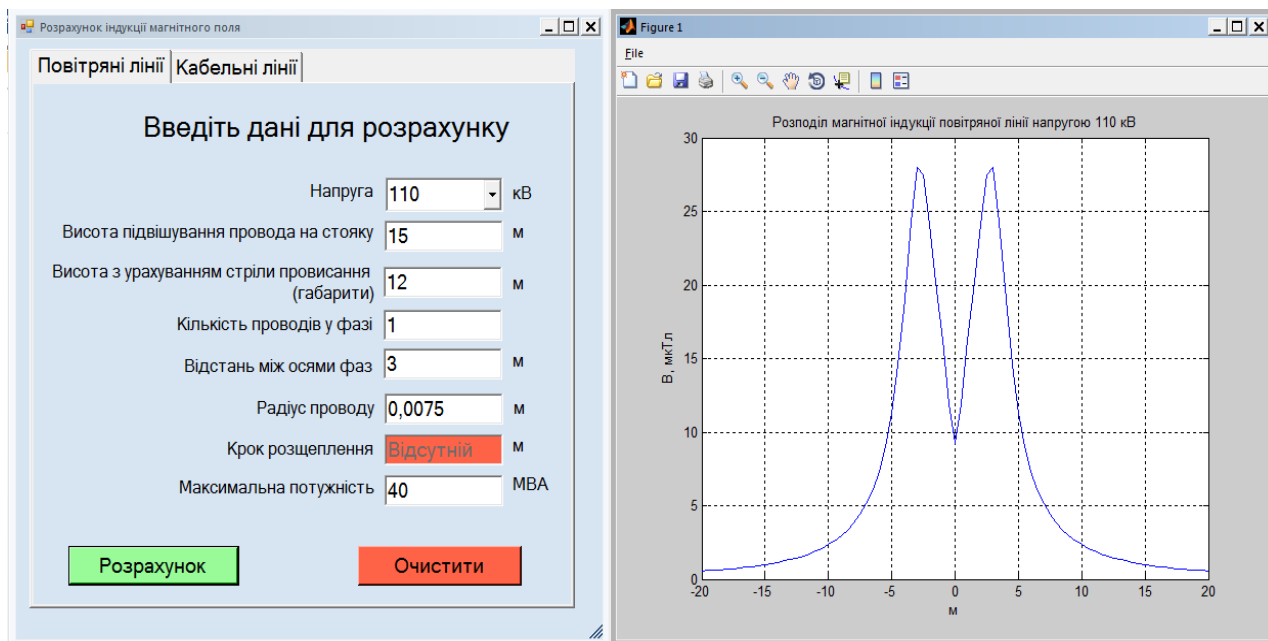 Розрахунок індукції магнітного поля
Повітряні лінії
Кабельні лінії
Введіть дані для розрахунку
Напруга 110 кВ
Висота підвішування провода на стояку 15 м
Висота з урахуванням стріли провисання
(габарити) 12 м
Кількість проводів у фазі 1
Відстань між осями фаз 3 м
Радіус проводу 0,0075 м
Крок розщеплення Відсутній м
Максимальна потужність 40 МВА
Розрахунок
Очистити
Figure 1
File
Розподіл магнітної індукції повітряної лінії напругою 110 кВ
30
25
20
15
10
5
0
В, мкТл
-20 -15 -10 -5 0 5 10 15 20
м